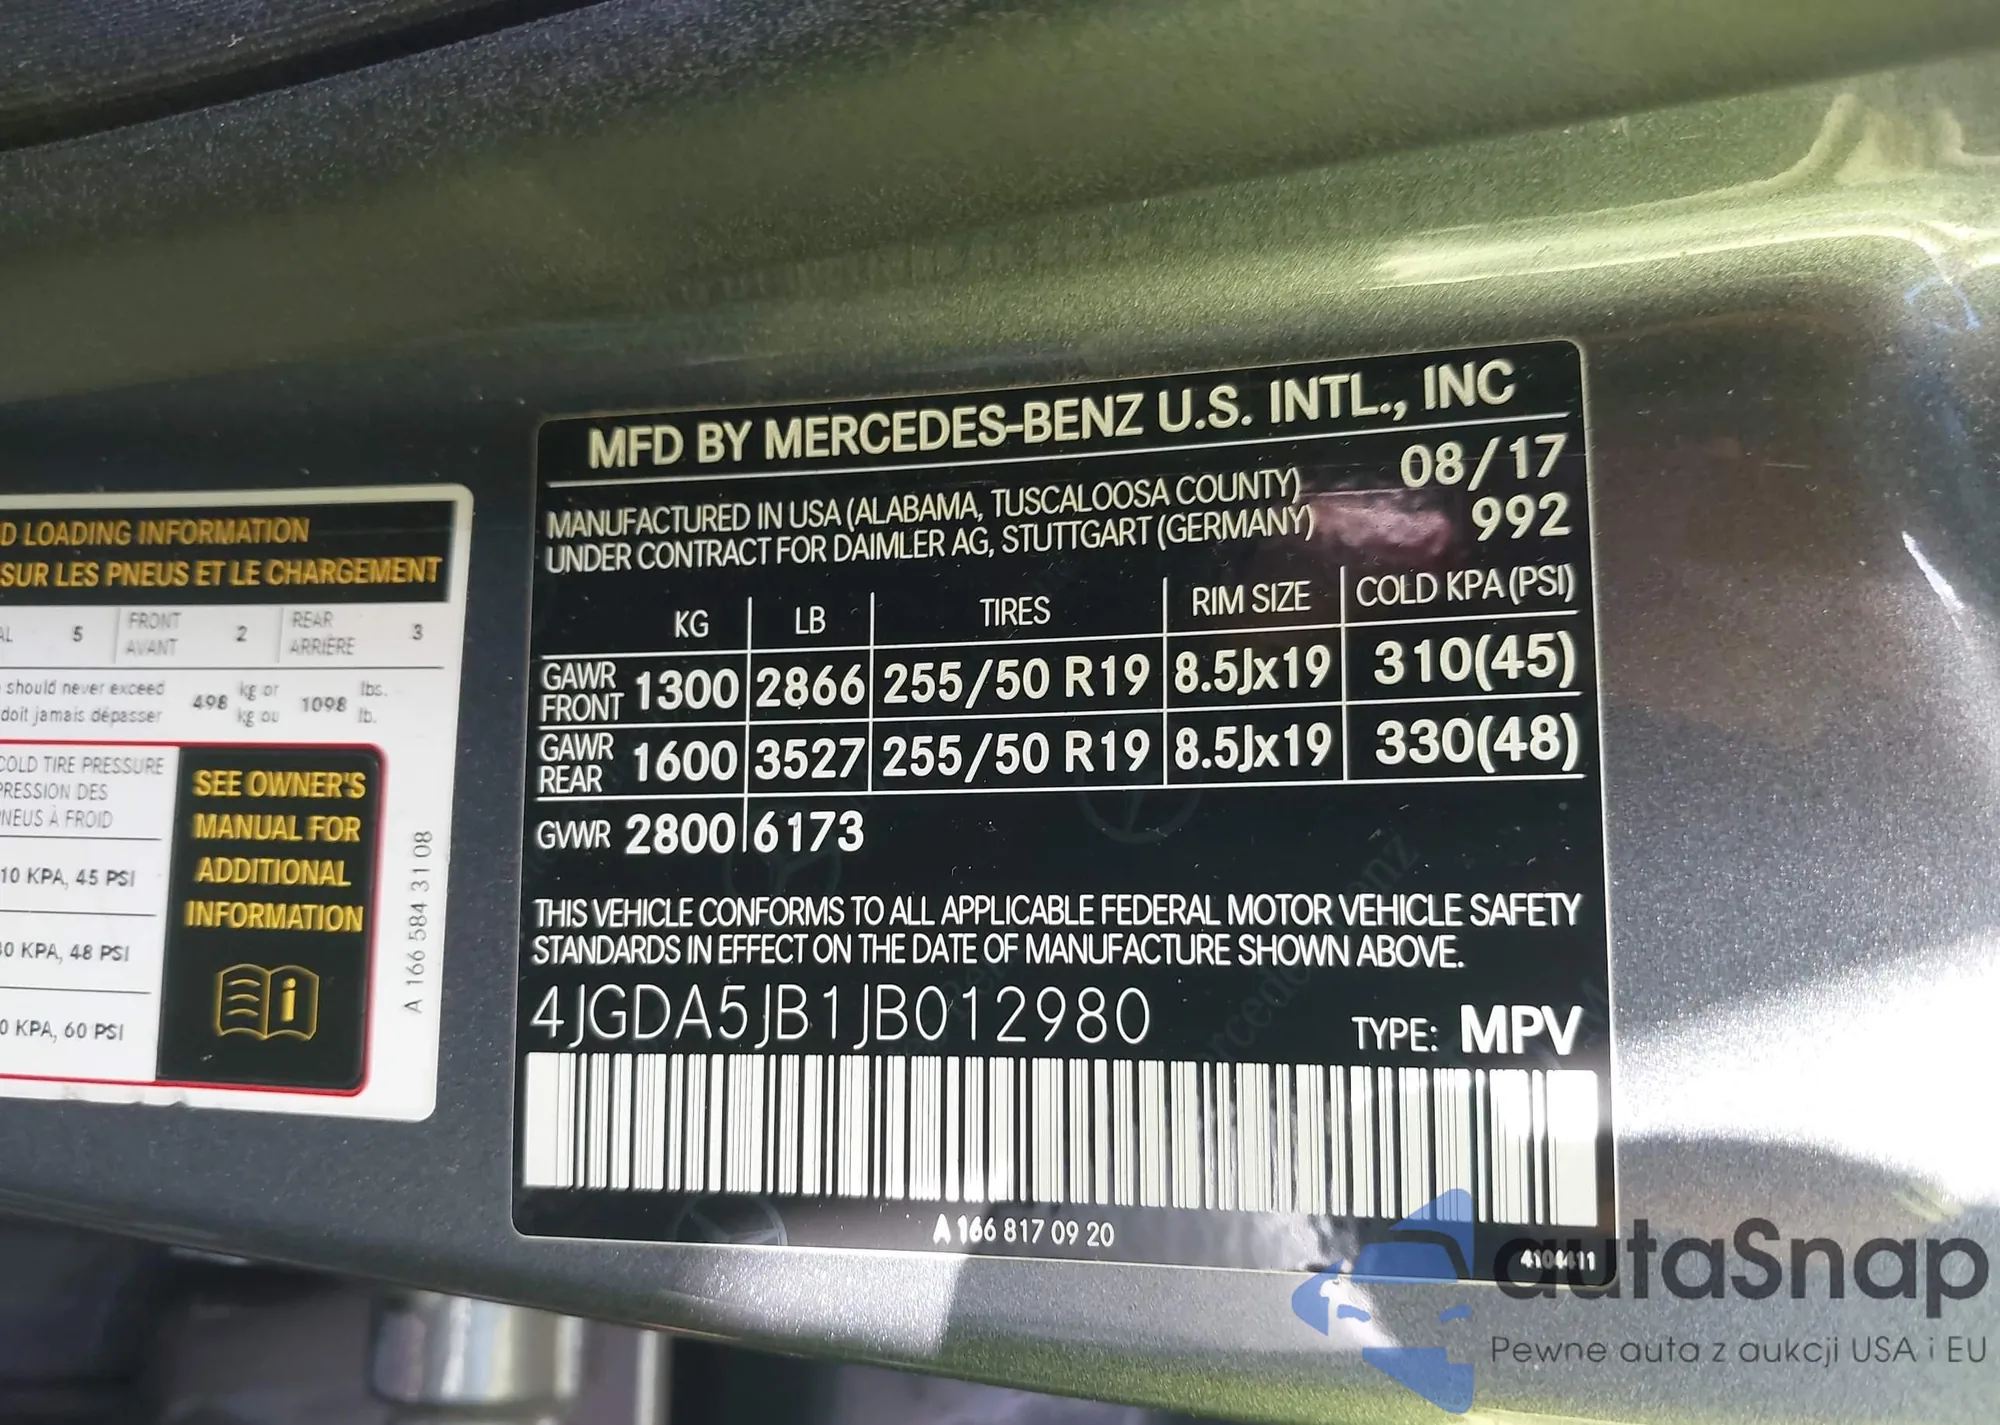 D LOADING INFORMATION
SUR LES PNEUS ET LE CHARGEMENT
AL 5 FRONT AVANT 2 REAR ARRIÈRE 3
should never exceed 498 kg or 1098 lbs.
doit jamais dépasser kg ou lb.
COLD TIRE PRESSURE
PRESSION DES
PNEUS À FROID
10 KPA, 45 PSI
30 KPA, 48 PSI
0 KPA, 60 PSI
SEE OWNER'S
MANUAL FOR
ADDITIONAL
INFORMATION
i
A 166 584 31 08
MFD BY MERCEDES-BENZ U.S. INTL., INC
08/17
MANUFACTURED IN USA (ALABAMA, TUSCALOOSA COUNTY)
UNDER CONTRACT FOR DAIMLER AG, STUTTGART (GERMANY)
992
KG LB TIRES RIM SIZE COLD KPA (PSI)
GAWR FRONT 1300 2866 255/50 R19 8.5Jx19 310(45)
GAWR REAR 1600 3527 255/50 R19 8.5Jx19 330(48)
GVWR 2800 6173
THIS VEHICLE CONFORMS TO ALL APPLICABLE FEDERAL MOTOR VEHICLE SAFETY
STANDARDS IN EFFECT ON THE DATE OF MANUFACTURE SHOWN ABOVE.
4JGDA5JB1JB012980 TYPE: MPV
A 166 817 09 20
autaSnap
Pewne auta z aukcji USA i EU